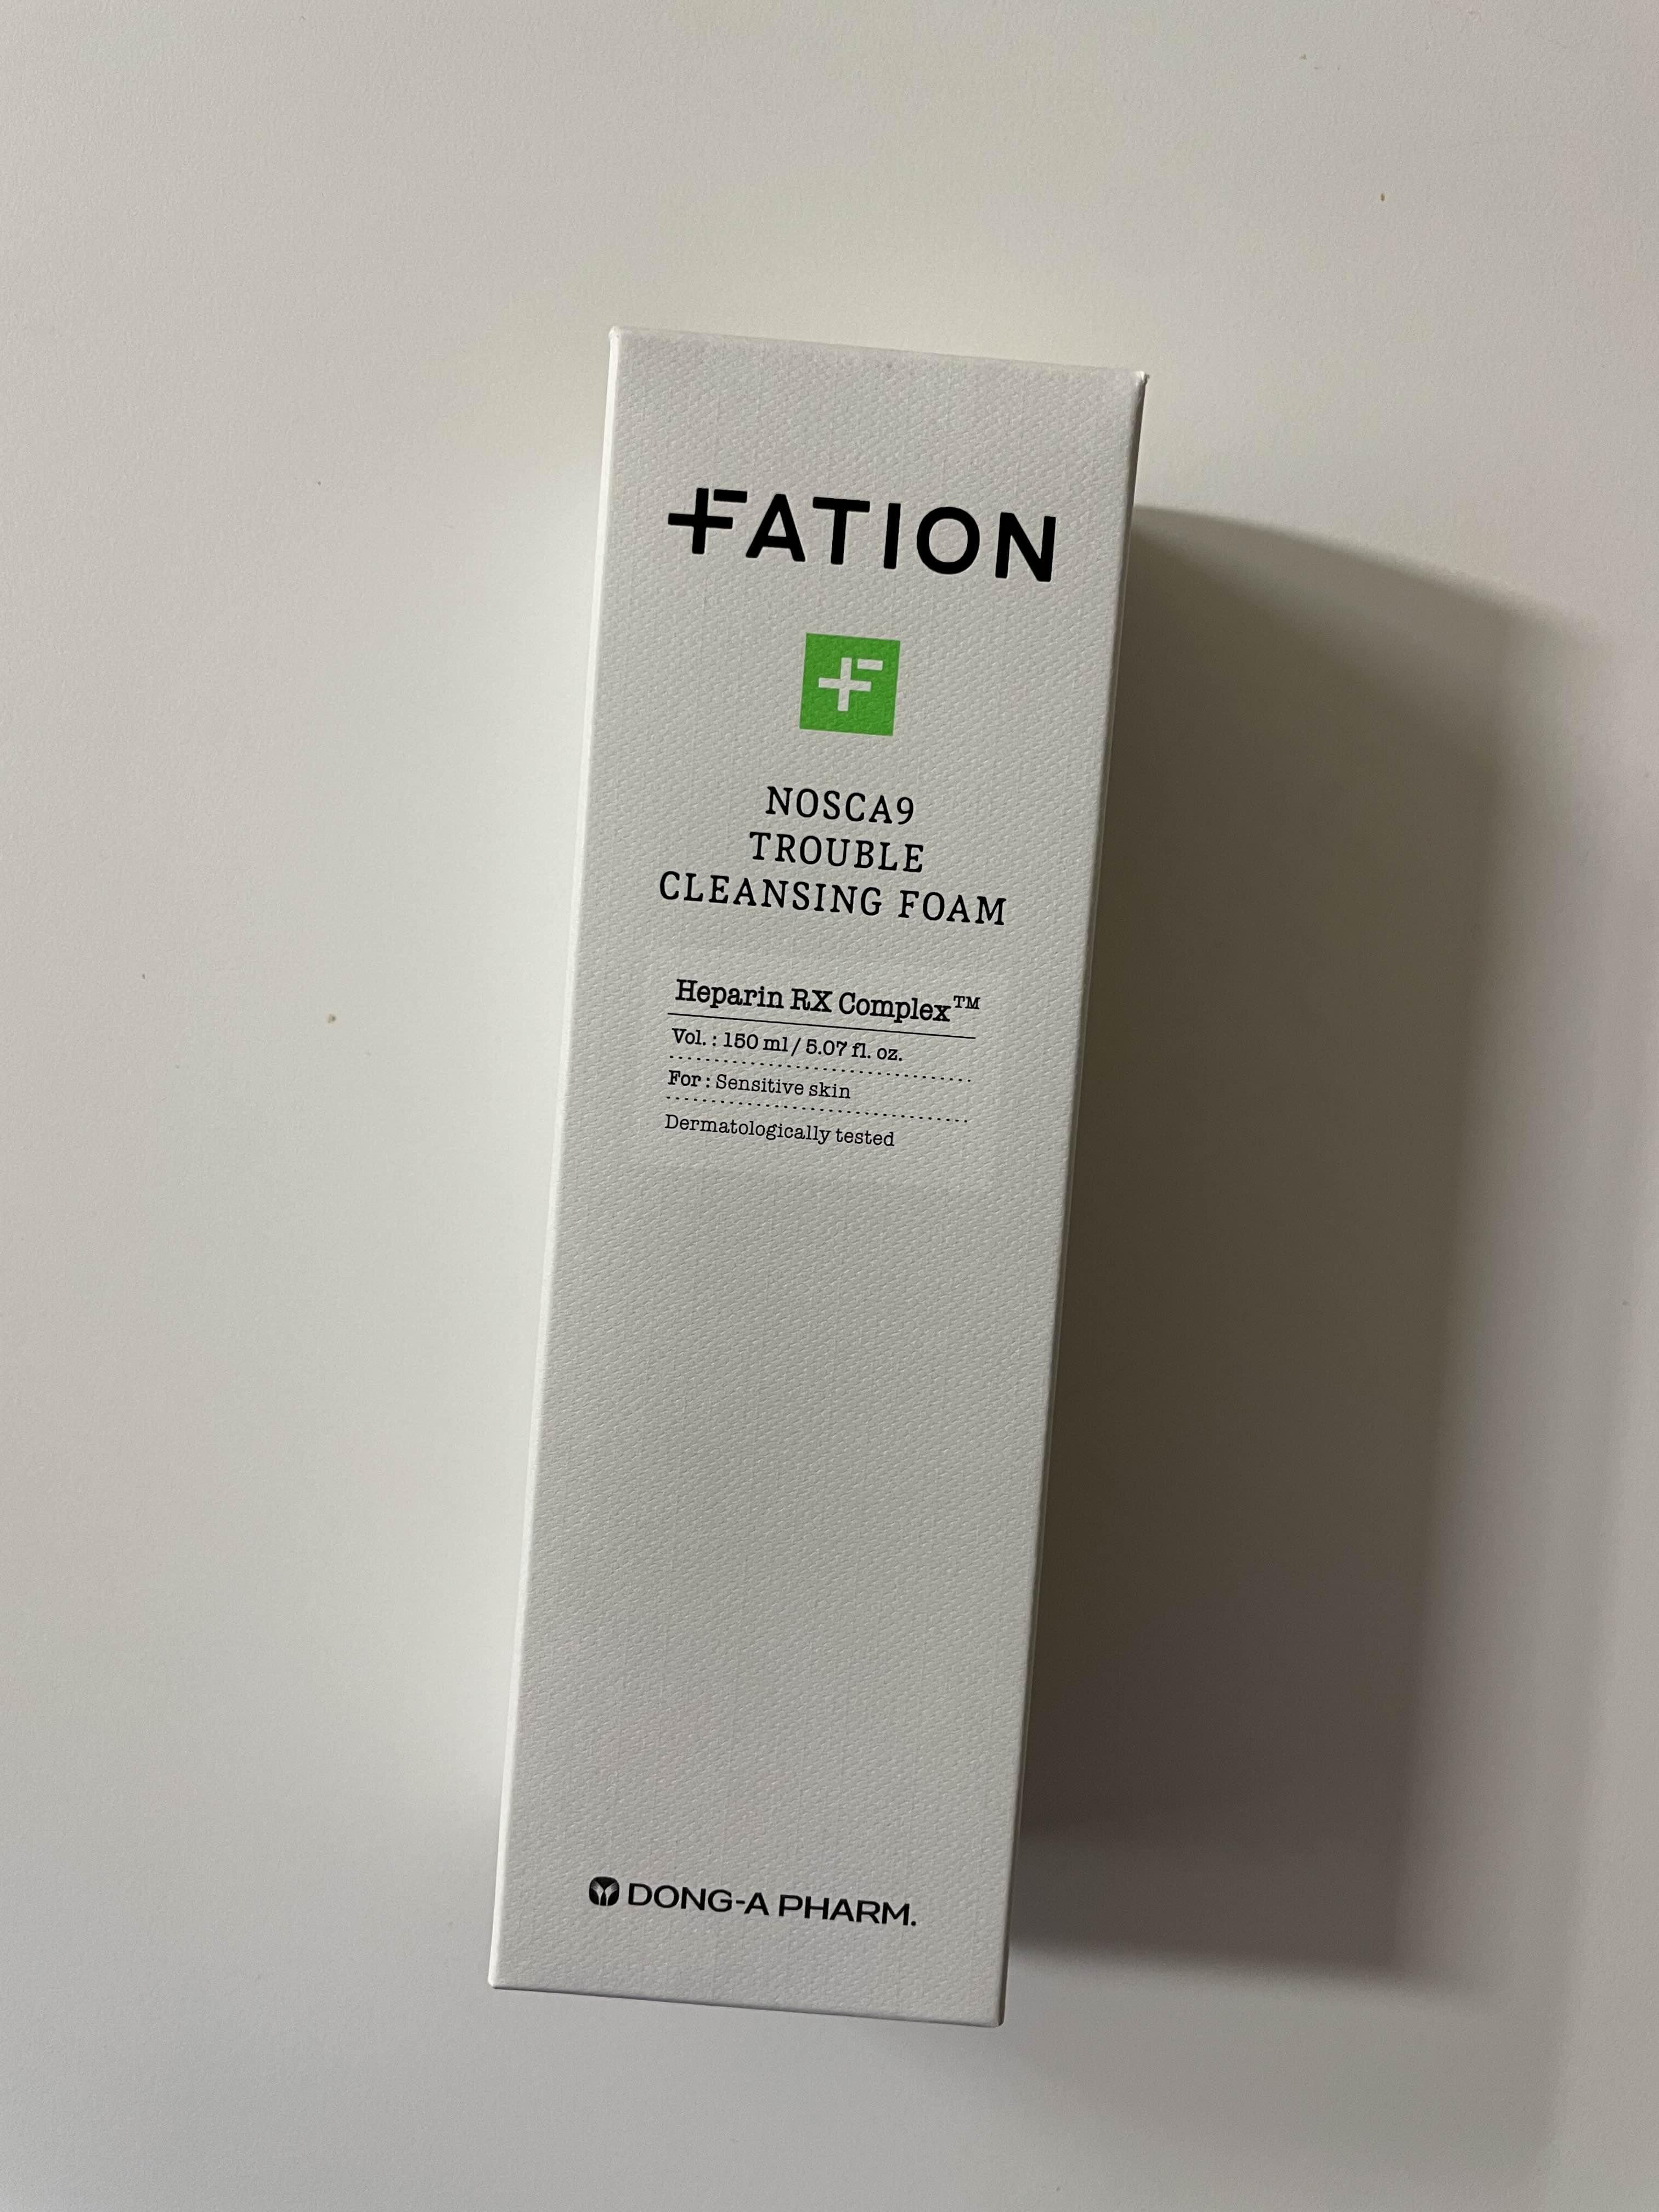 FATION
F
NOSCA9
TROUBLE
CLEANSING FOAM
Heparin RX Complex™
Vol. : 150 ml / 5.07 fl. oz.
For : Sensitive skin
Dermatologically tested
DONG-A PHARM.